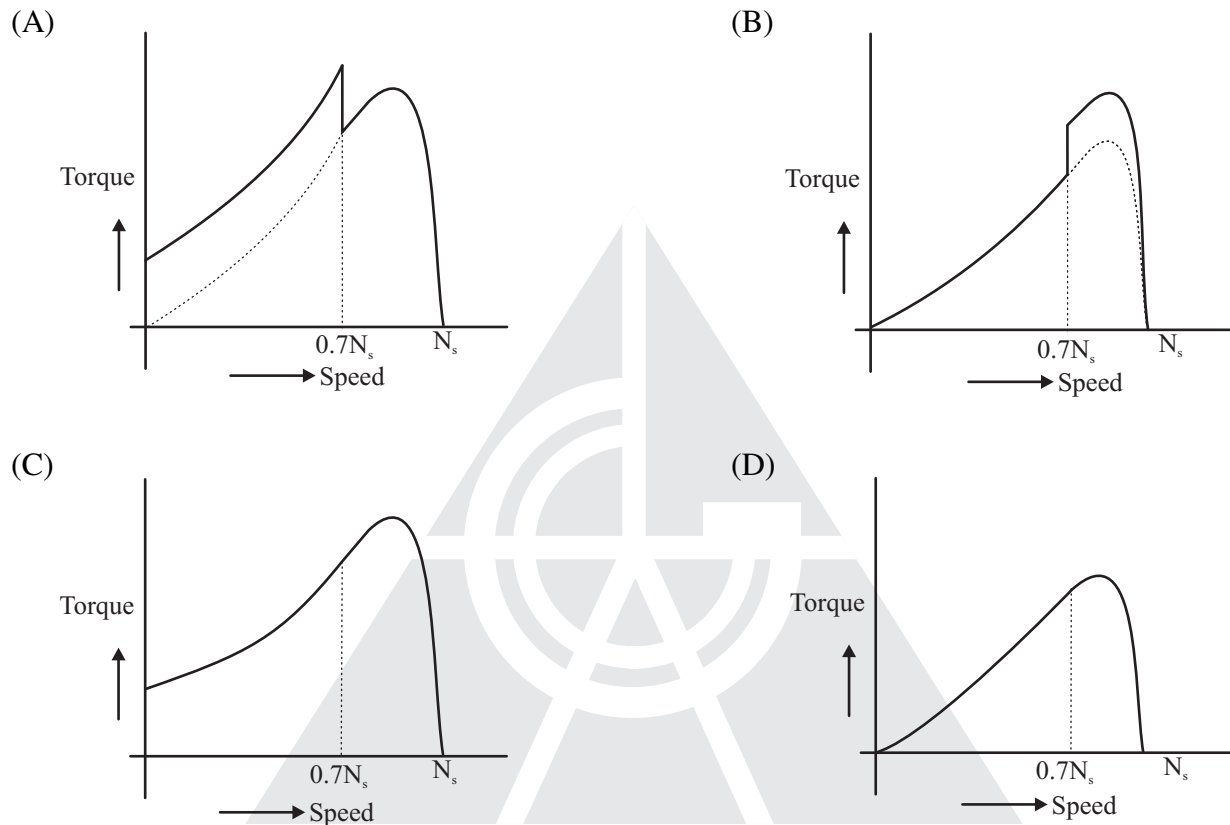 (A)
Torque
0.7Nₛ
Nₛ
Speed
(B)
Torque
0.7Nₛ
Nₛ
Speed
(C)
Torque
0.7Nₛ
Nₛ
Speed
(D)
Torque
0.7Nₛ
Nₛ
Speed